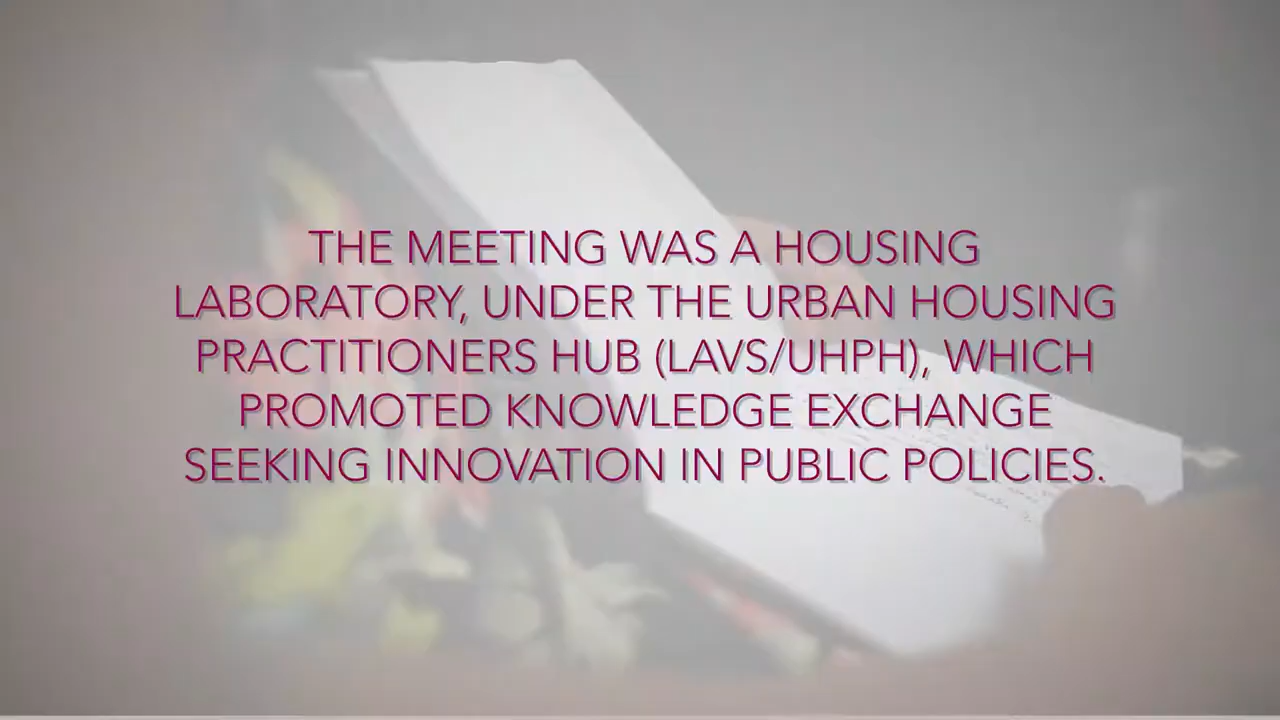 THE MEETING WAS A HOUSING
LABORATORY, UNDER THE URBAN HOUSING
PRACTITIONERS HUB (LAVS/UHPH), WHICH
PROMOTED KNOWLEDGE EXCHANGE
SEEKING INNOVATION IN PUBLIC POLICIES.